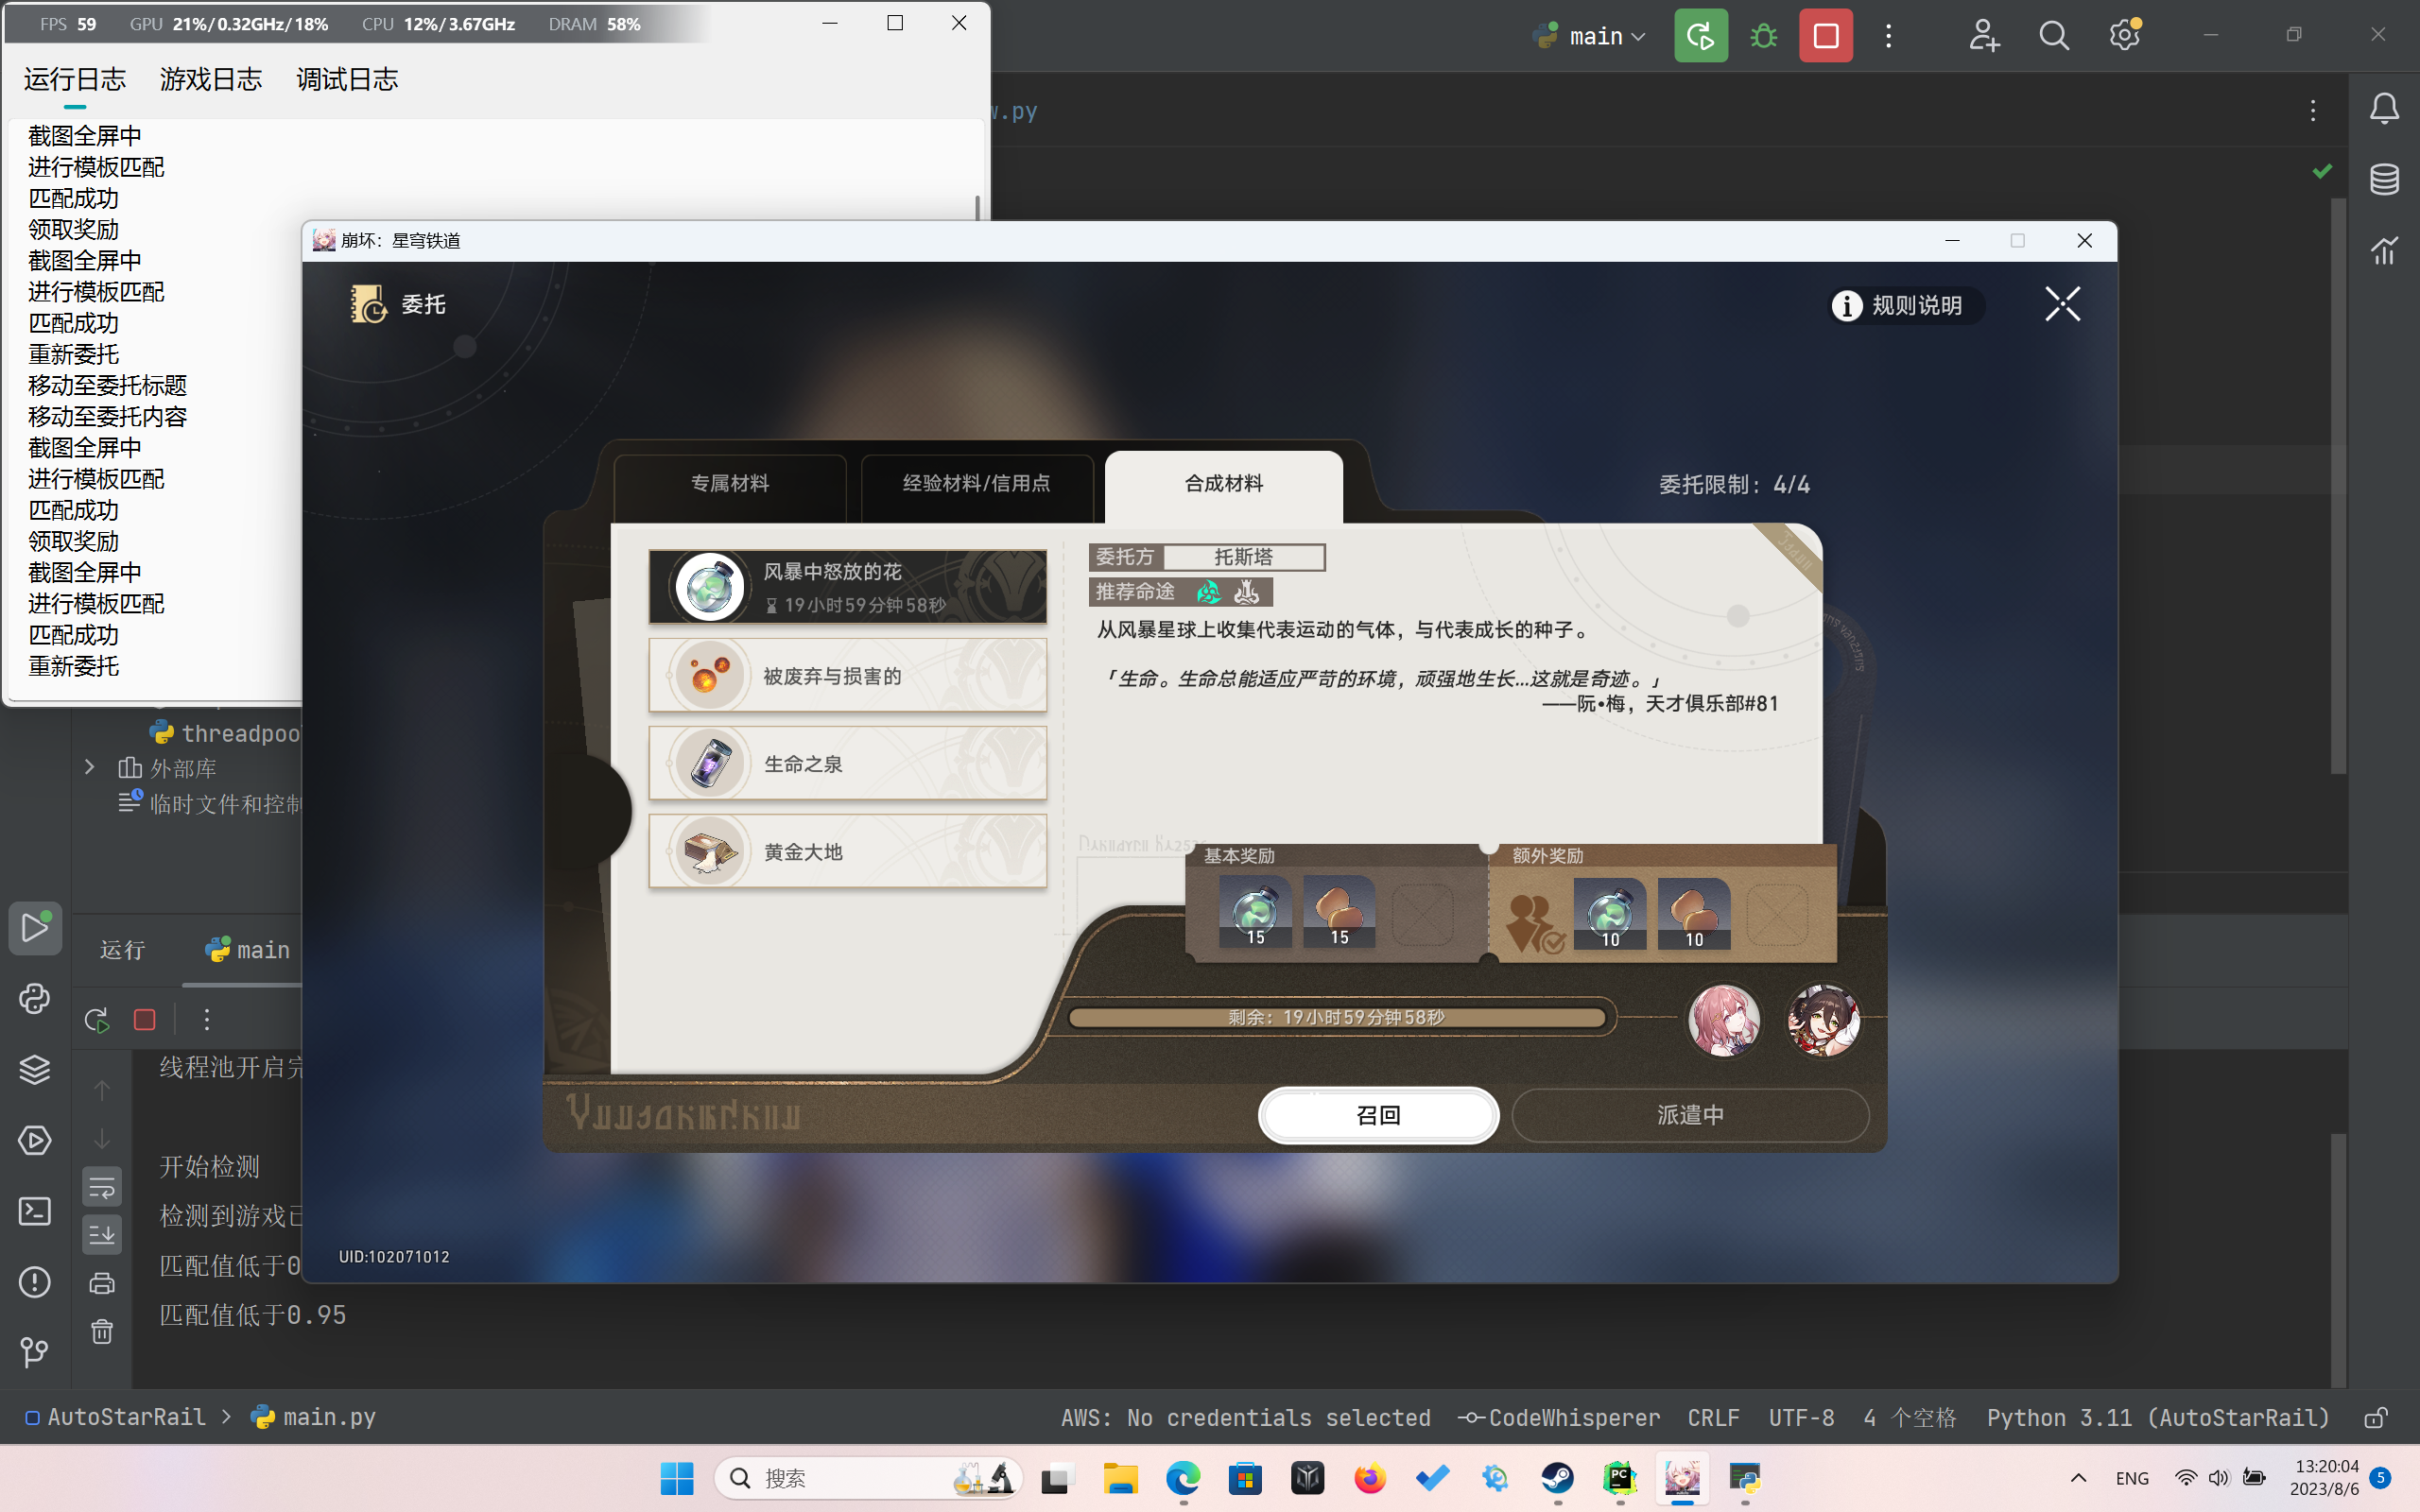 FPS 59 GPU 21%/0.32GHz/18% CPU 12%/3.67GHz DRAM 58%
main
运行日志 游戏日志 调试日志
w.py
截图全屏中
进行模板匹配
匹配成功
领取奖励
截图全屏中
进行模板匹配
匹配成功
重新委托
移动至委托标题
移动至委托内容
截图全屏中
进行模板匹配
匹配成功
领取奖励
截图全屏中
进行模板匹配
匹配成功
重新委托
崩坏：星穹铁道
委托
规则说明
专属材料 经验材料/信用点 合成材料
委托限制：4/4
风暴中怒放的花
19小时59分钟58秒
被废弃与损害的
生命之泉
黄金大地
委托方 托斯塔
推荐命途
从风暴星球上收集代表运动的气体，与代表成长的种子。
「生命。生命总能适应严苛的环境，顽强地生长...这就是奇迹。」
——阮•梅，天才俱乐部#81
基本奖励 额外奖励
15 15 10 10
剩余：19小时59分钟58秒
召回 派遣中
UID:102071012
threadpoo
外部库
临时文件和控制
运行 main
线程池开启完
开始检测
检测到游戏已
匹配值低于0
匹配值低于0.95
AutoStarRail > main.py
AWS: No credentials selected CodeWhisperer CRLF UTF-8 4 个空格 Python 3.11 (AutoStarRail)
搜索
PC
ENG
13:20:04
2023/8/6
5